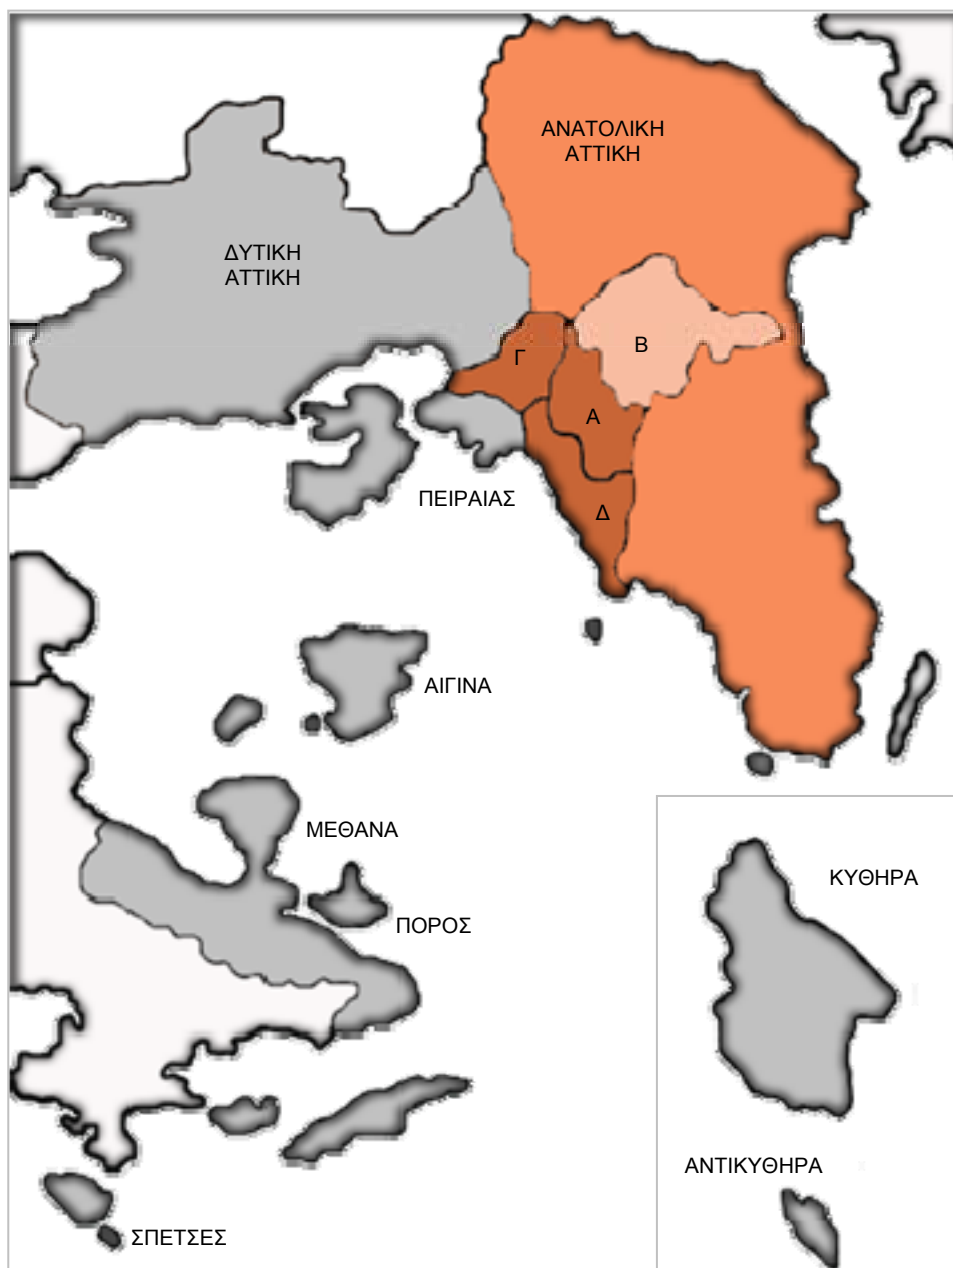 ΑΝΑΤΟΛΙΚΗ
ΑΤΤΙΚΗ
ΔΥΤΙΚΗ
ΑΤΤΙΚΗ
Β
Γ
Α
ΠΕΙΡΑΙΑΣ
Δ
ΑΙΓΙΝΑ
ΜΕΘΑΝΑ
ΚΥΘΗΡΑ
ΠΟΡΟΣ
ΑΝΤΙΚΥΘΗΡΑ
ΣΠΕΤΣΕΣ